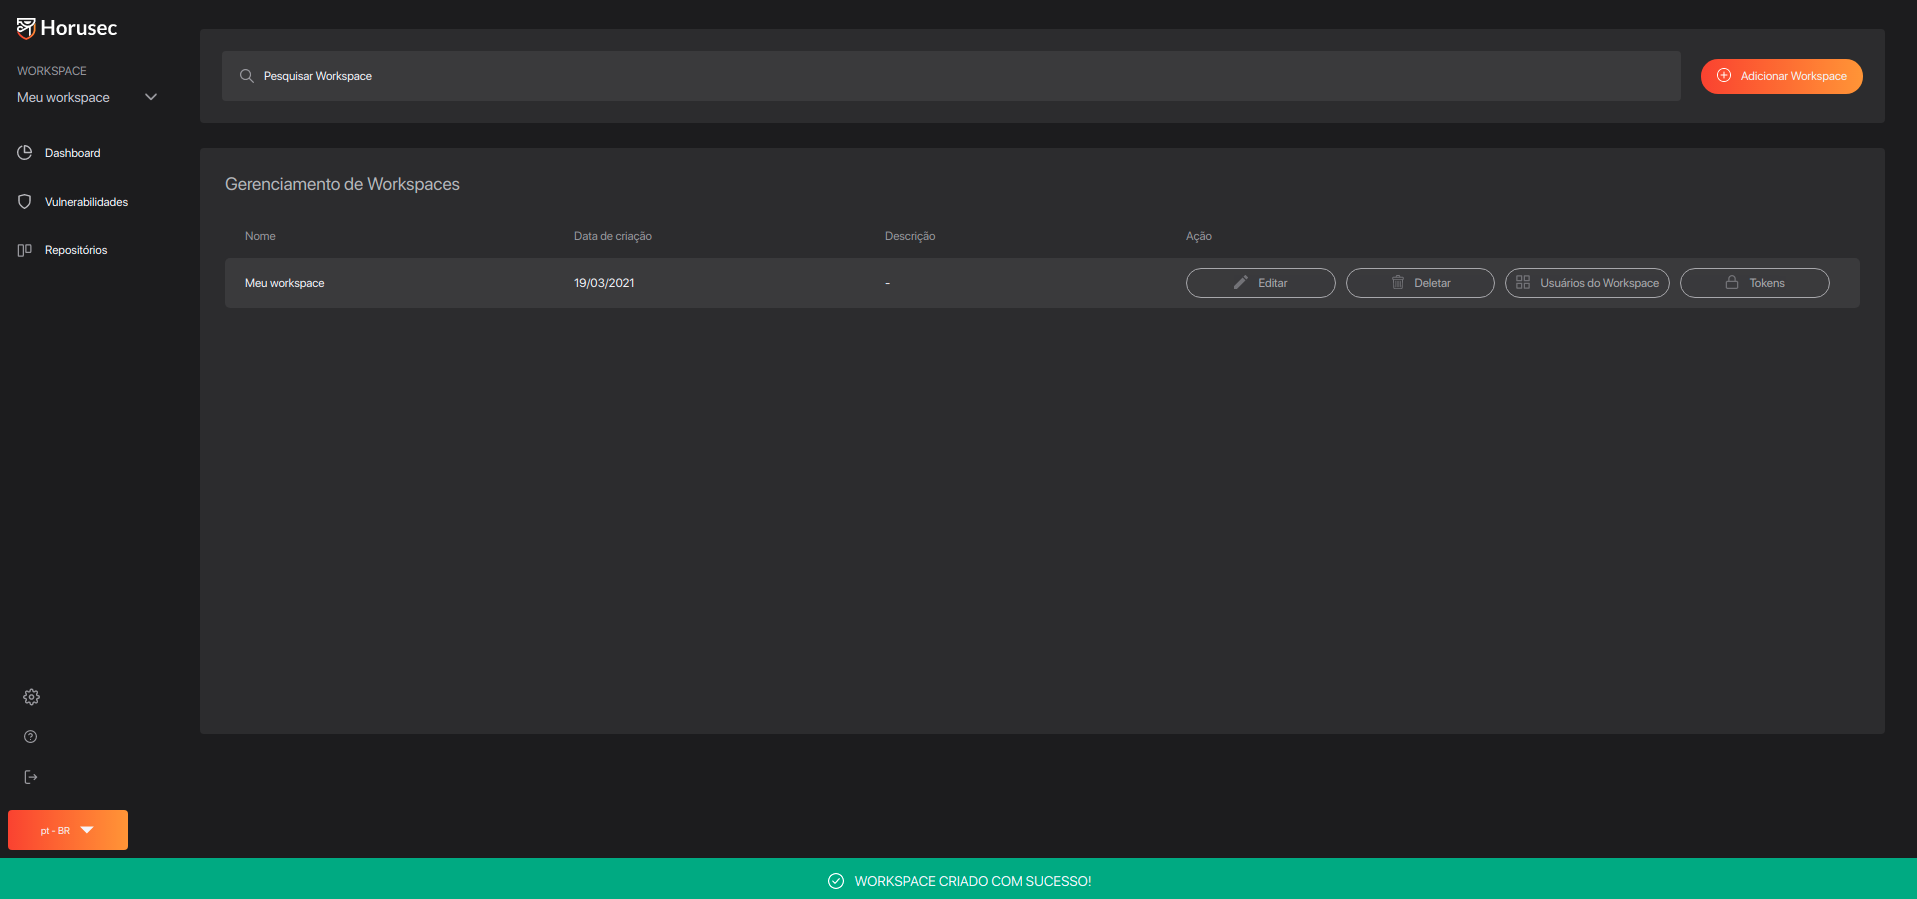 Horusec
WORKSPACE
Meu workspace
Dashboard
Vulnerabilidades
Repositórios
pt - BR
Pesquisar Workspace
Adicionar Workspace
Gerenciamento de Workspaces
Nome Data de criação Descrição Ação
Meu workspace 19/03/2021 - Editar Deletar Usuários do Workspace Tokens
WORKSPACE CRIADO COM SUCESSO!